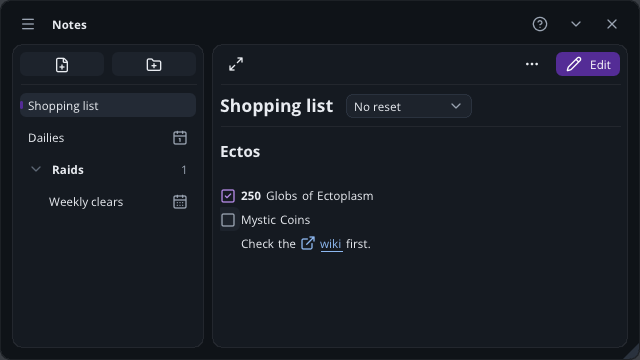 Notes
Edit
Shopping list
Dailies
Raids 1
Weekly clears
Shopping list
No reset
Ectos
250 Globs of Ectoplasm
Mystic Coins
Check the wiki first.